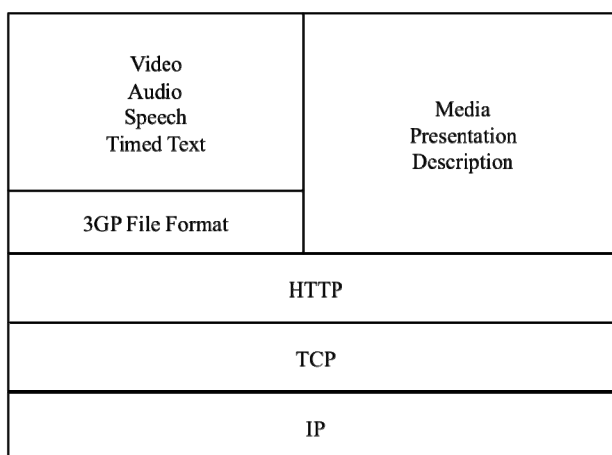 Video
Audio
Speech
Timed Text
3GP File Format
Media
Presentation
Description
HTTP
TCP
IP